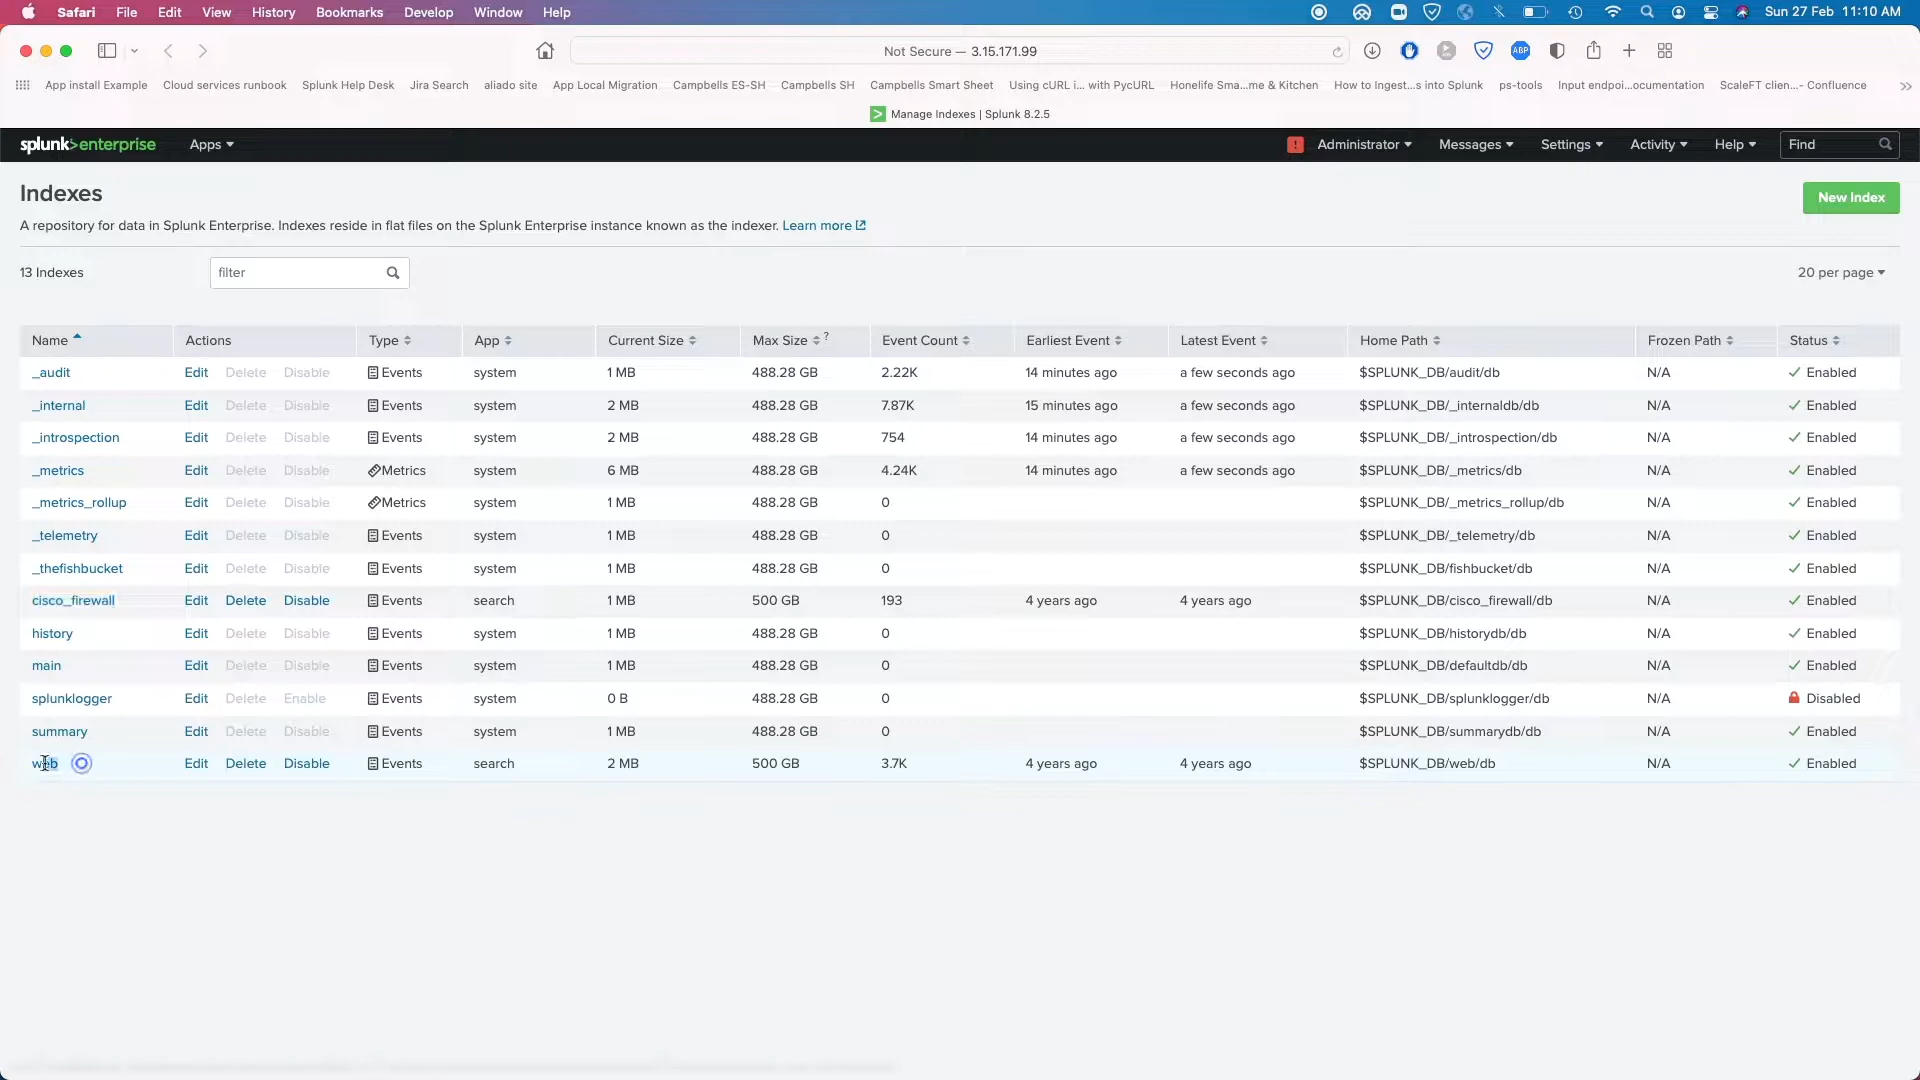 Safari File Edit View History Bookmarks Develop Window Help Sun 27 Feb 11:10 AM
Not Secure — 3.15.171.99
App install Example Cloud services runbook Splunk Help Desk Jira Search aliado site App Local Migration Campbells ES-SH Campbells SH Campbells Smart Sheet Using cURL i... with PycURL Honelife Sma...me & Kitchen How to Ingest...s into Splunk ps-tools Input endpoi...ocumentation ScaleFT clien...- Confluence
Manage Indexes | Splunk 8.2.5
splunk>enterprise Apps Administrator Messages Settings Activity Help Find
Indexes
New Index
A repository for data in Splunk Enterprise. Indexes reside in flat files on the Splunk Enterprise instance known as the indexer. Learn more
13 Indexes filter 20 per page
Name Actions Type App Current Size Max Size ? Event Count Earliest Event Latest Event Home Path Frozen Path Status
_audit Edit Delete Disable Events system 1 MB 488.28 GB 2.22K 14 minutes ago a few seconds ago $SPLUNK_DB/audit/db N/A Enabled
_internal Edit Delete Disable Events system 2 MB 488.28 GB 7.87K 15 minutes ago a few seconds ago $SPLUNK_DB/_internaldb/db N/A Enabled
_introspection Edit Delete Disable Events system 2 MB 488.28 GB 754 14 minutes ago a few seconds ago $SPLUNK_DB/_introspection/db N/A Enabled
_metrics Edit Delete Disable Metrics system 6 MB 488.28 GB 4.24K 14 minutes ago a few seconds ago $SPLUNK_DB/_metrics/db N/A Enabled
_metrics_rollup Edit Delete Disable Metrics system 1 MB 488.28 GB 0 $SPLUNK_DB/_metrics_rollup/db N/A Enabled
_telemetry Edit Delete Disable Events system 1 MB 488.28 GB 0 $SPLUNK_DB/_telemetry/db N/A Enabled
_thefishbucket Edit Delete Disable Events system 1 MB 488.28 GB 0 $SPLUNK_DB/fishbucket/db N/A Enabled
cisco_firewall Edit Delete Disable Events search 1 MB 500 GB 193 4 years ago 4 years ago $SPLUNK_DB/cisco_firewall/db N/A Enabled
history Edit Delete Disable Events system 1 MB 488.28 GB 0 $SPLUNK_DB/historydb/db N/A Enabled
main Edit Delete Disable Events system 1 MB 488.28 GB 0 $SPLUNK_DB/defaultdb/db N/A Enabled
splunklogger Edit Delete Enable Events system 0 B 488.28 GB 0 $SPLUNK_DB/splunklogger/db N/A Disabled
summary Edit Delete Disable Events system 1 MB 488.28 GB 0 $SPLUNK_DB/summarydb/db N/A Enabled
web Edit Delete Disable Events search 2 MB 500 GB 3.7K 4 years ago 4 years ago $SPLUNK_DB/web/db N/A Enabled